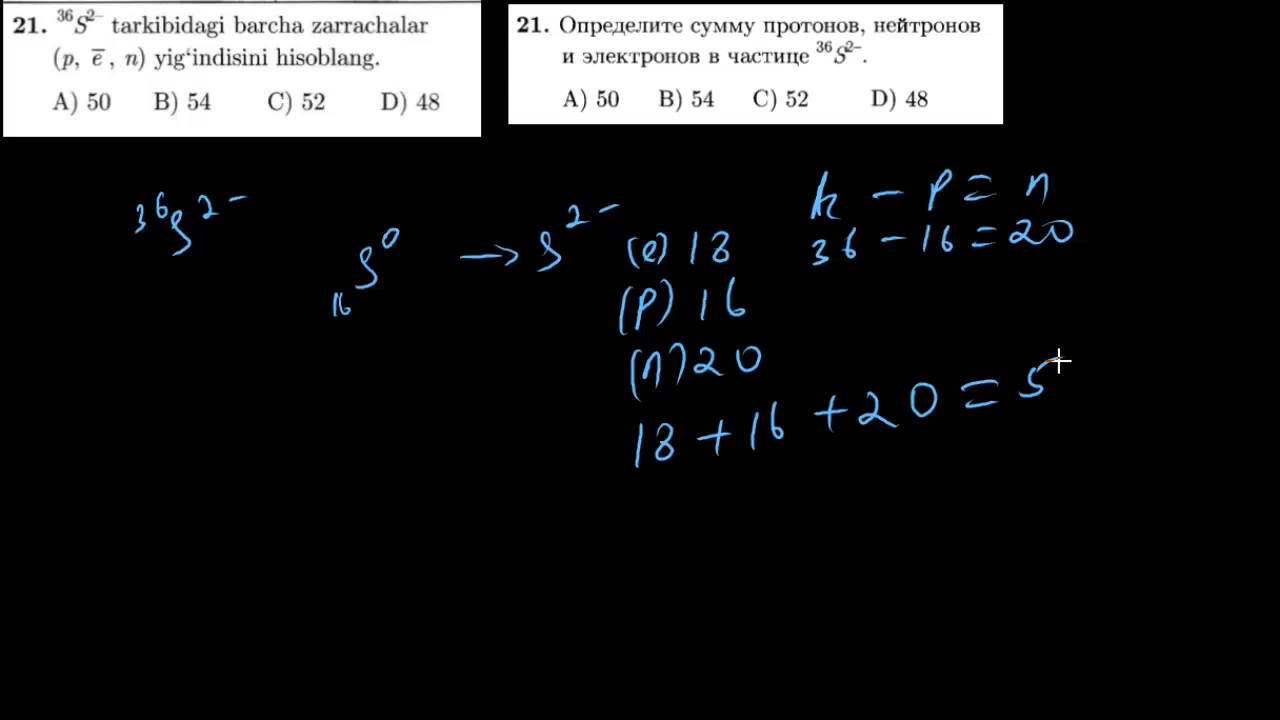 21. ³⁶S²⁻ tarkibidagi barcha zarrachalar
(p, e̅, n) yig‘indisini hisoblang.
A) 50 B) 54 C) 52 D) 48
21. Определите сумму протонов, нейтронов
и электронов в частице ³⁶S²⁻.
A) 50 B) 54 C) 52 D) 48
³⁶S²⁻
₁₆S⁰ → S²⁻ (e) 18
(p) 16
(n) 20
18 + 16 + 20 = 5
− p = n
36 − 16 = 20